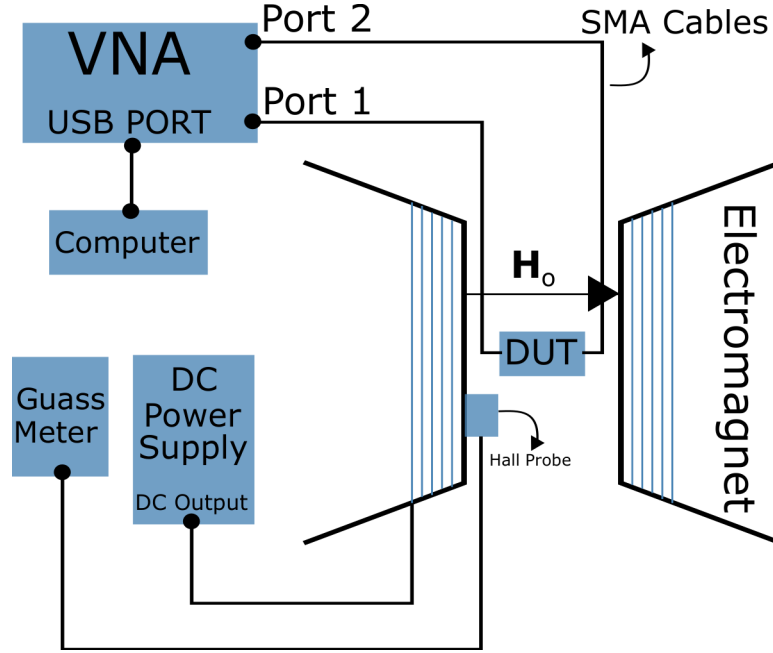 Port 2
SMA Cables
VNA
Port 1
USB PORT
Computer
H₀
Electromagnet
DUT
DC
Power
Supply
DC Output
Guass
Meter
Hall Probe